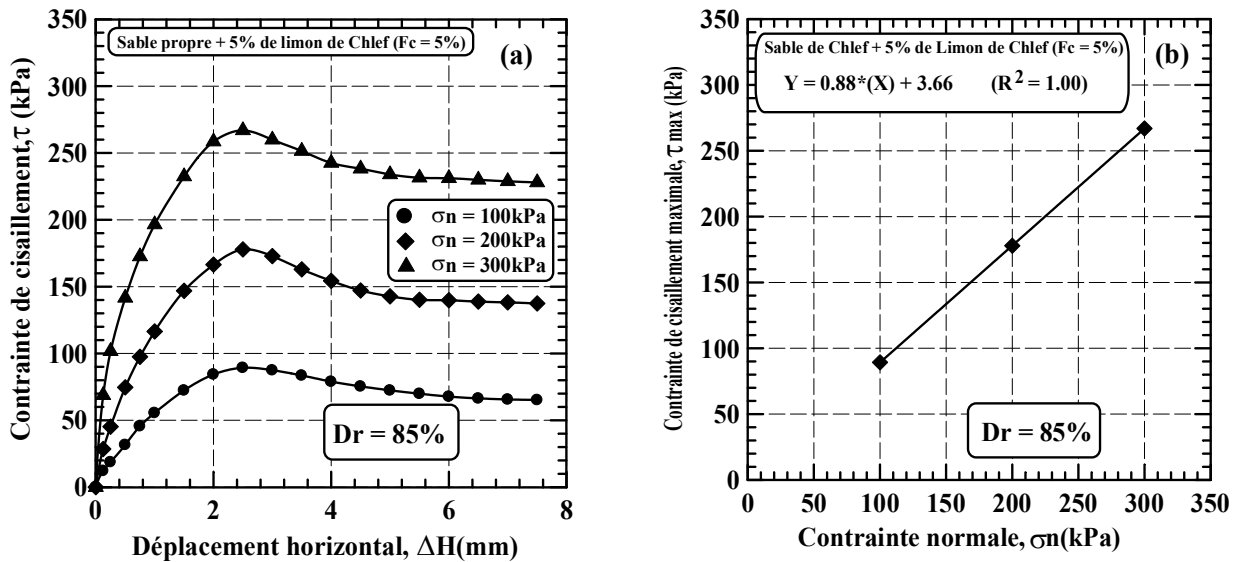 Sable propre + 5% de limon de Chlef (Fc = 5%)
(a)
350
300
250
200
150
100
50
0
Contrainte de cisaillement,τ (kPa)
σn = 100kPa
σn = 200kPa
σn = 300kPa
Dr = 85%
0 2 4 6 8
Déplacement horizontal, ΔH(mm)
Sable de Chlef + 5% de Limon de Chlef (Fc = 5%)
Y = 0.88*(X) + 3.66 (R² = 1.00)
(b)
350
300
250
200
150
100
50
0
Contrainte de cisaillement maximale, τ max (kPa)
Dr = 85%
0 50 100 150 200 250 300 350
Contrainte normale, σn(kPa)